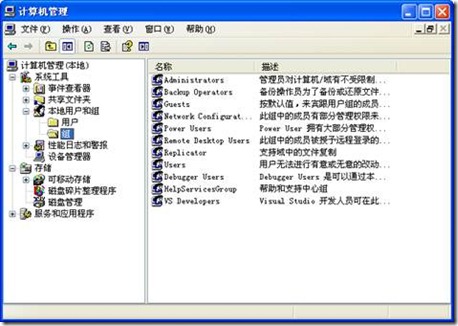 计算机管理
文件(F) 操作(A) 查看(V) 窗口(W) 帮助(H)
计算机管理(本地)
系统工具
事件查看器
共享文件夹
本地用户和组
用户
组
性能日志和警报
设备管理器
存储
可移动存储
磁盘碎片整理程序
磁盘管理
服务和应用程序
名称 描述
Administrators 管理员对计算机/域有不受限制...
Backup Operators 备份操作员为了备份或还原文件...
Guests 按默认值，来宾跟用户组的成员...
Network Configurat... 此组中的成员有部分管理权限来...
Power Users Power User 拥有大部分管理权...
Remote Desktop Users 此组中的成员被授予远程登录的...
Replicator 支持域中的文件复制
Users 用户无法进行有意或无意的改动...
Debugger Users Debugger Users 是可以通过本...
HelpServicesGroup 帮助和支持中心组
VS Developers Visual Studio 开发人员可在此...